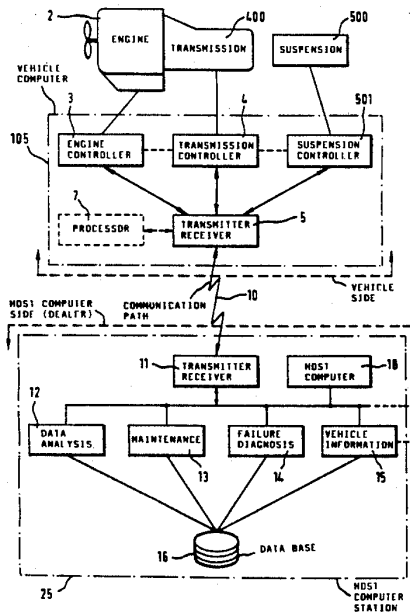 2
400
500
ENGINE
TRANSMISSION
SUSPENSION
VEHICLE
COMPUTER
3
4
501
105
ENGINE
CONTROLLER
TRANSMISSION
CONTROLLER
SUSPENSION
CONTROLLER
7
5
PROCESSOR
TRANSMITTER
RECEIVER
HOST COMPUTER
SIDE (DEALER)
COMMUNICATION
PATH
10
VEHICLE
SIDE
11
TRANSMITTER
RECEIVER
HOST
COMPUTER
18
12
DATA
ANALYSIS
MAINTENANCE
FAILURE
DIAGNOSIS
VEHICLE
INFORMATION
13
14
15
16
DATA BASE
25
HOST
COMPUTER
STATION